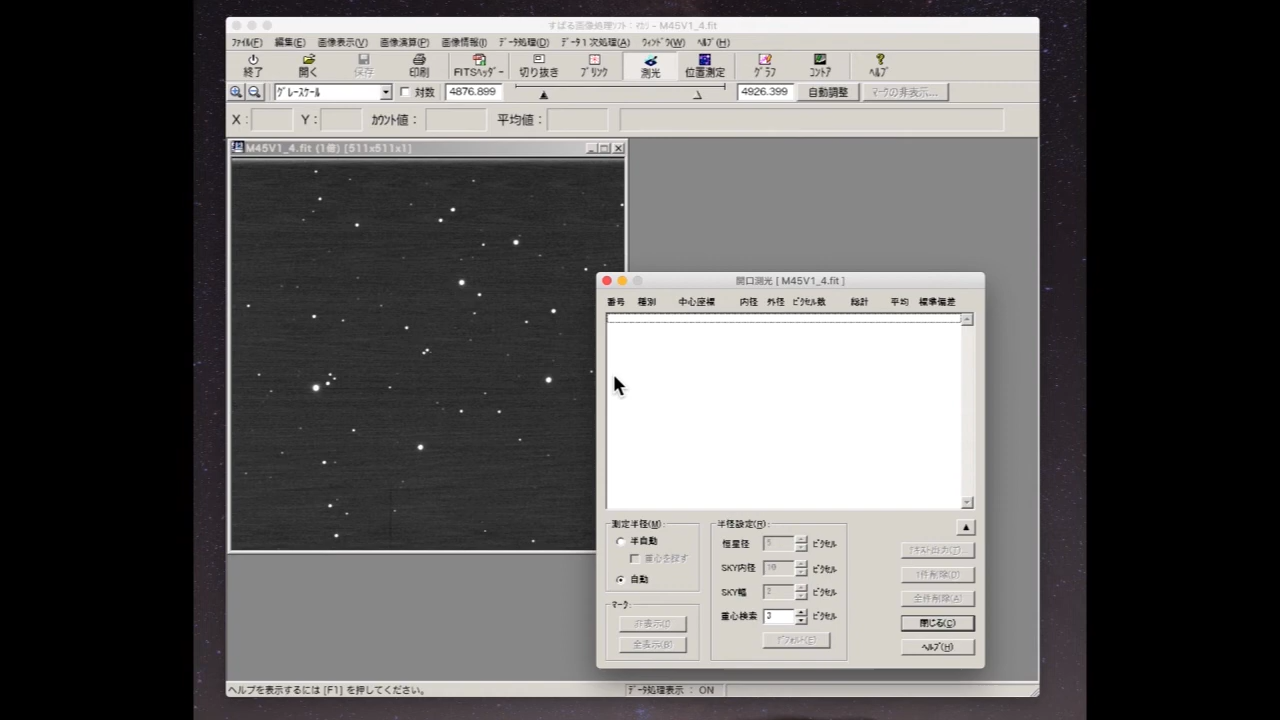 すばる画像処理ソフト:マカリ - M45V1_4.fit
ファイル(F) 編集(E) 画像表示(V) 画像演算(P) 画像情報(I) データ処理(D) データ1次処理(A) ウィンドウ(W) ヘルプ(H)
終了 開く 保存 印刷 FITSヘッダー 切り抜き ブリンク 測光 位置測定 グラフ コントア ヘルプ
グレースケール 対数 4876.899 4926.399 自動調整 マークの非表示...
X: Y: カウント値: 平均値:
M45V1_4.fit (1倍) [511x511x1]
開口測光 [ M45V1_4.fit ]
番号 種別 中心座標 内径 外径 ピクセル数 総計 平均 標準偏差
測定半径(M):
半自動
重心を探す
自動
マーク:
非表示(I)
全表示(B)
半径設定(R):
恒星径 5 ピクセル
SKY内径 10 ピクセル
SKY幅 2 ピクセル
重心検索 3 ピクセル
デフォルト(E)
テキスト出力(T)...
1件削除(D)
全件削除(A)
閉じる(C)
ヘルプ(H)
ヘルプを表示するには [F1] を押してください。
データ処理表示 : ON